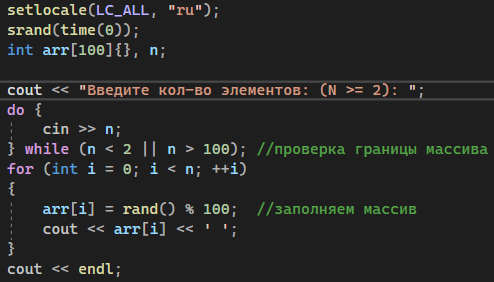 setlocale(LC_ALL, "ru");
srand(time(0));
int arr[100]{}, n;
cout << "Введите кол-во элементов: (N >= 2): ";
do {
cin >> n;
} while (n < 2 || n > 100); //проверка границы массива
for (int i = 0; i < n; ++i)
{
arr[i] = rand() % 100;  //заполняем массив
cout << arr[i] << ' ';
}
cout << endl;